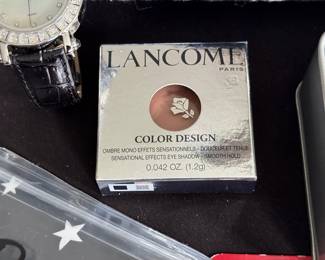 LANCÔME
PARIS
COLOR DESIGN
OMBRE MONO EFFETS SENSATIONNELS - DOUCEUR ET TENUE
SENSATIONAL EFFECTS EYE SHADOW - SMOOTH HOLD
0.042 OZ. (1.2g)